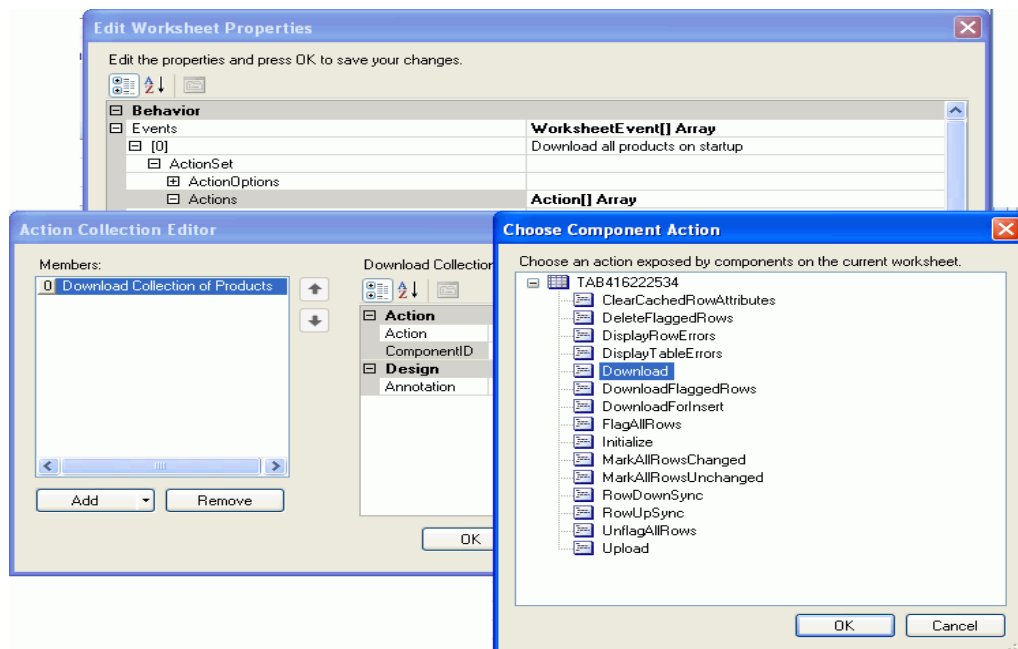 Edit Worksheet Properties
Edit the properties and press OK to save your changes.
Behavior
Events WorksheetEvent[] Array
[0] Download all products on startup
ActionSet
ActionOptions
Actions Action[] Array
Action Collection Editor
Members:
0 Download Collection of Products
Add
Remove
Download Collection
Action
Action
ComponentID
Design
Annotation
OK
Choose Component Action
Choose an action exposed by components on the current worksheet.
TAB416222534
ClearCachedRowAttributes
DeleteFlaggedRows
DisplayRowErrors
DisplayTableErrors
Download
DownloadFlaggedRows
DownloadForInsert
FlagAllRows
Initialize
MarkAllRowsChanged
MarkAllRowsUnchanged
RowDownSync
RowUpSync
UnflagAllRows
Upload
OK
Cancel